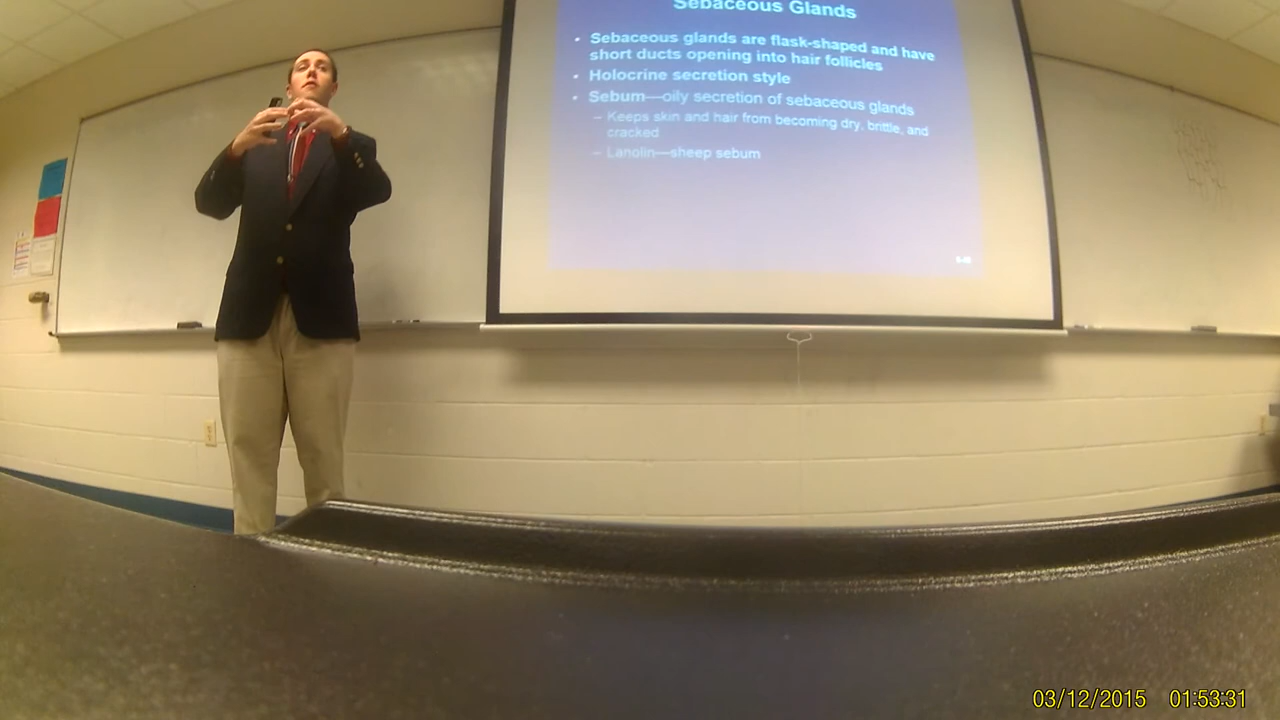 Sebaceous Glands
• Sebaceous glands are flask-shaped and have
short ducts opening into hair follicles
• Holocrine secretion style
• Sebum—oily secretion of sebaceous glands
– Keeps skin and hair from becoming dry, brittle, and
cracked
– Lanolin—sheep sebum
03/12/2015 01:53:31